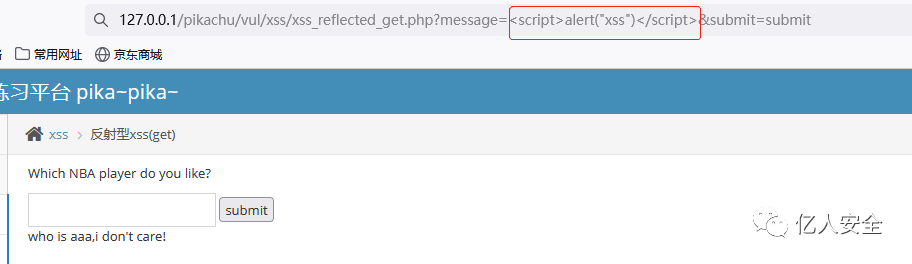 127.0.0.1/pikachu/vul/xss/xss_reflected_get.php?message=<script>alert("xss")</script>&submit=submit
常用网址 京东商城
练习平台 pika~pika~
xss > 反射型xss(get)
Which NBA player do you like?
submit
who is aaa,i don't care!
亿人安全